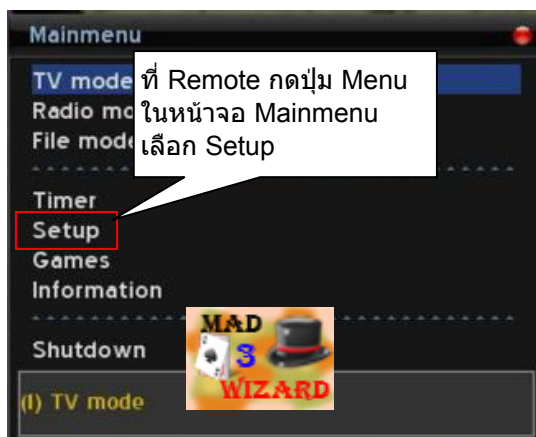 Mainmenu
TV mode
ที่ Remote กดปุ่ม Menu
ในหน้าจอ Mainmenu
เลือก Setup
Radio mo
File mode
Timer
Setup
Games
Information
MAD
3
WIZARD
Shutdown
(I) TV mode